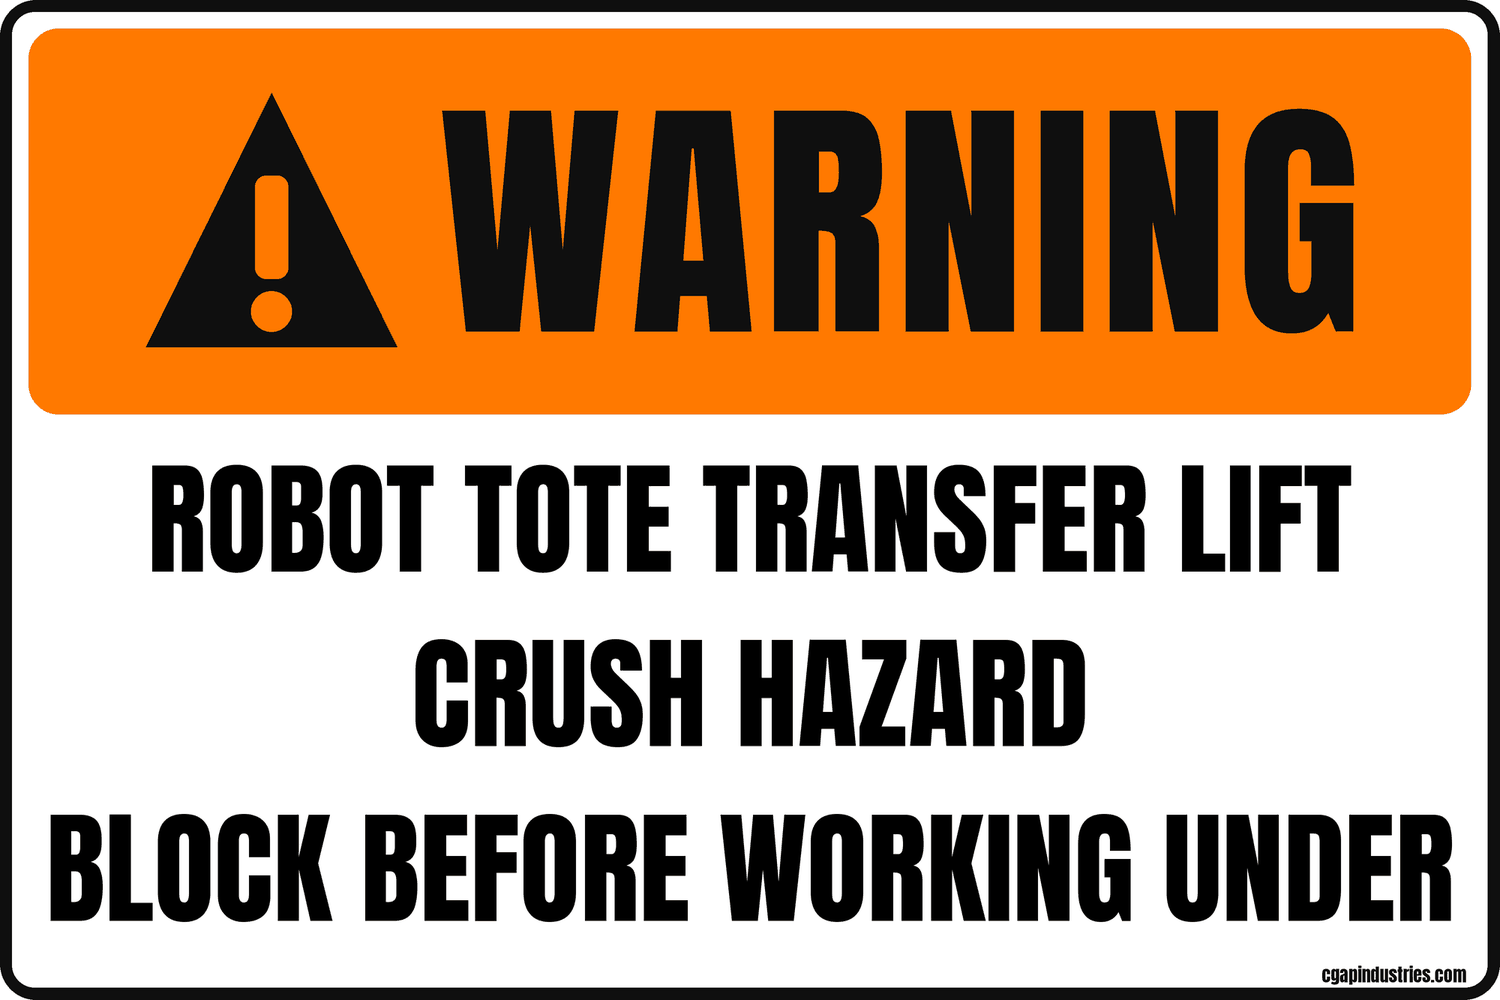 WARNING
ROBOT TOTE TRANSFER LIFT
CRUSH HAZARD
BLOCK BEFORE WORKING UNDER
cgapindustries.com